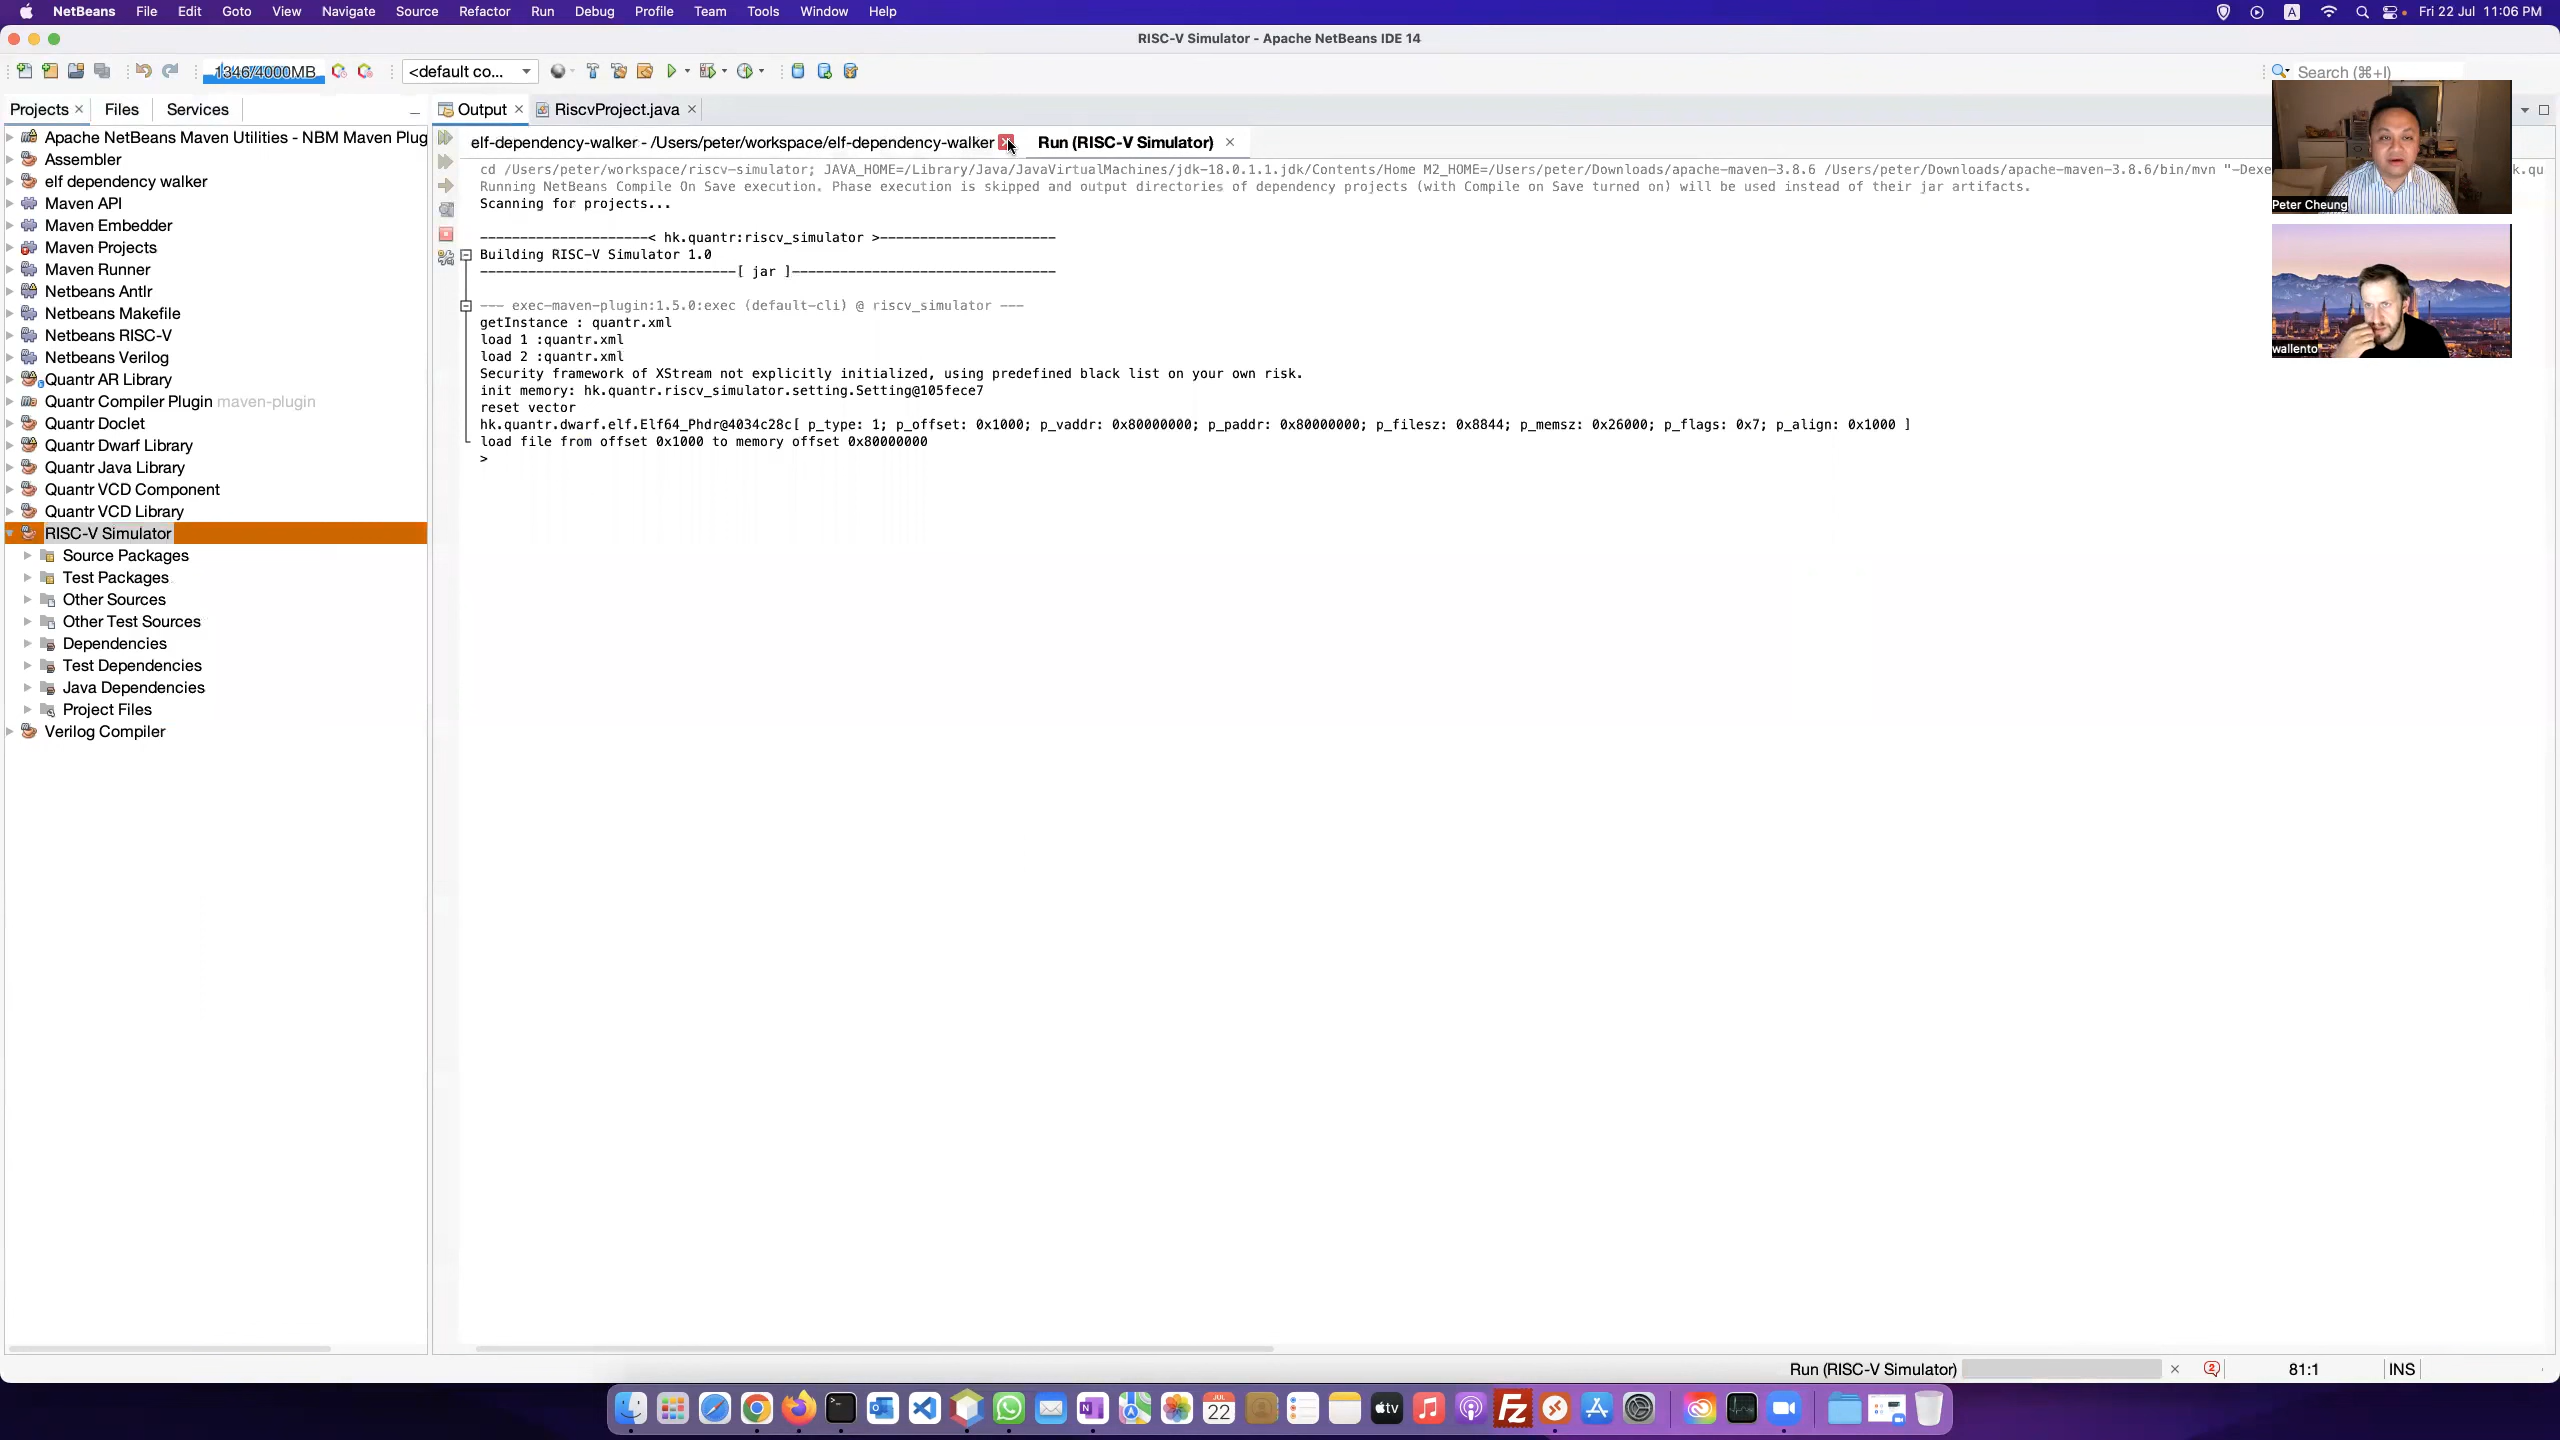 NetBeans File Edit View Navigate Source Refactor Run Debug Profile Team Tools Window Help
A Fri 22 Jul 11:06 PM
RISC-V Simulator - Apache NetBeans IDE 14
1346/4000MB <default co... Search (⌘+I)
Projects Files Services
Output RiscvProject.java
elf-dependency-walker - /Users/peter/workspace/elf-dependency-walker Run (RISC-V Simulator)
Apache NetBeans Maven Utilities - NBM Maven Plug
Assembler
elf dependency walker
Maven API
Maven Embedder
Maven Projects
Maven Runner
Netbeans Antlr
Netbeans Makefile
Netbeans RISC-V
Netbeans Verilog
Quantr AR Library
Quantr Compiler Plugin maven-plugin
Quantr Doclet
Quantr Dwarf Library
Quantr Java Library
Quantr VCD Component
Quantr VCD Library
RISC-V Simulator
Source Packages
Test Packages
Other Sources
Other Test Sources
Dependencies
Test Dependencies
Java Dependencies
Project Files
Verilog Compiler
cd /Users/peter/workspace/riscv-simulator; JAVA_HOME=/Library/Java/JavaVirtualMachines/jdk-18.0.1.1.jdk/Contents/Home M2_HOME=/Users/peter/Downloads/apache-maven-3.8.6 /Users/peter/Downloads/apache-maven-3.8.6/bin/mvn "-Dexe k.qu
Running NetBeans Compile On Save execution. Phase execution is skipped and output directories of dependency projects (with Compile on Save turned on) will be used instead of their jar artifacts.
Scanning for projects...
---------------------< hk.quantr:riscv_simulator >----------------------
Building RISC-V Simulator 1.0
--------------------------------[ jar ]---------------------------------
--- exec-maven-plugin:1.5.0:exec (default-cli) @ riscv_simulator ---
getInstance : quantr.xml
load 1 :quantr.xml
load 2 :quantr.xml
Security framework of XStream not explicitly initialized, using predefined black list on your own risk.
init memory: hk.quantr.riscv_simulator.setting.Setting@105fece7
reset vector
hk.quantr.dwarf.elf.Elf64_Phdr@4034c28c[ p_type: 1; p_offset: 0x1000; p_vaddr: 0x80000000; p_paddr: 0x80000000; p_filesz: 0x8844; p_memsz: 0x26000; p_flags: 0x7; p_align: 0x1000 ]
load file from offset 0x1000 to memory offset 0x80000000
>
Peter Cheung
wallento
Run (RISC-V Simulator) 2 81:1 INS
JUL
22
tv
N
Fz